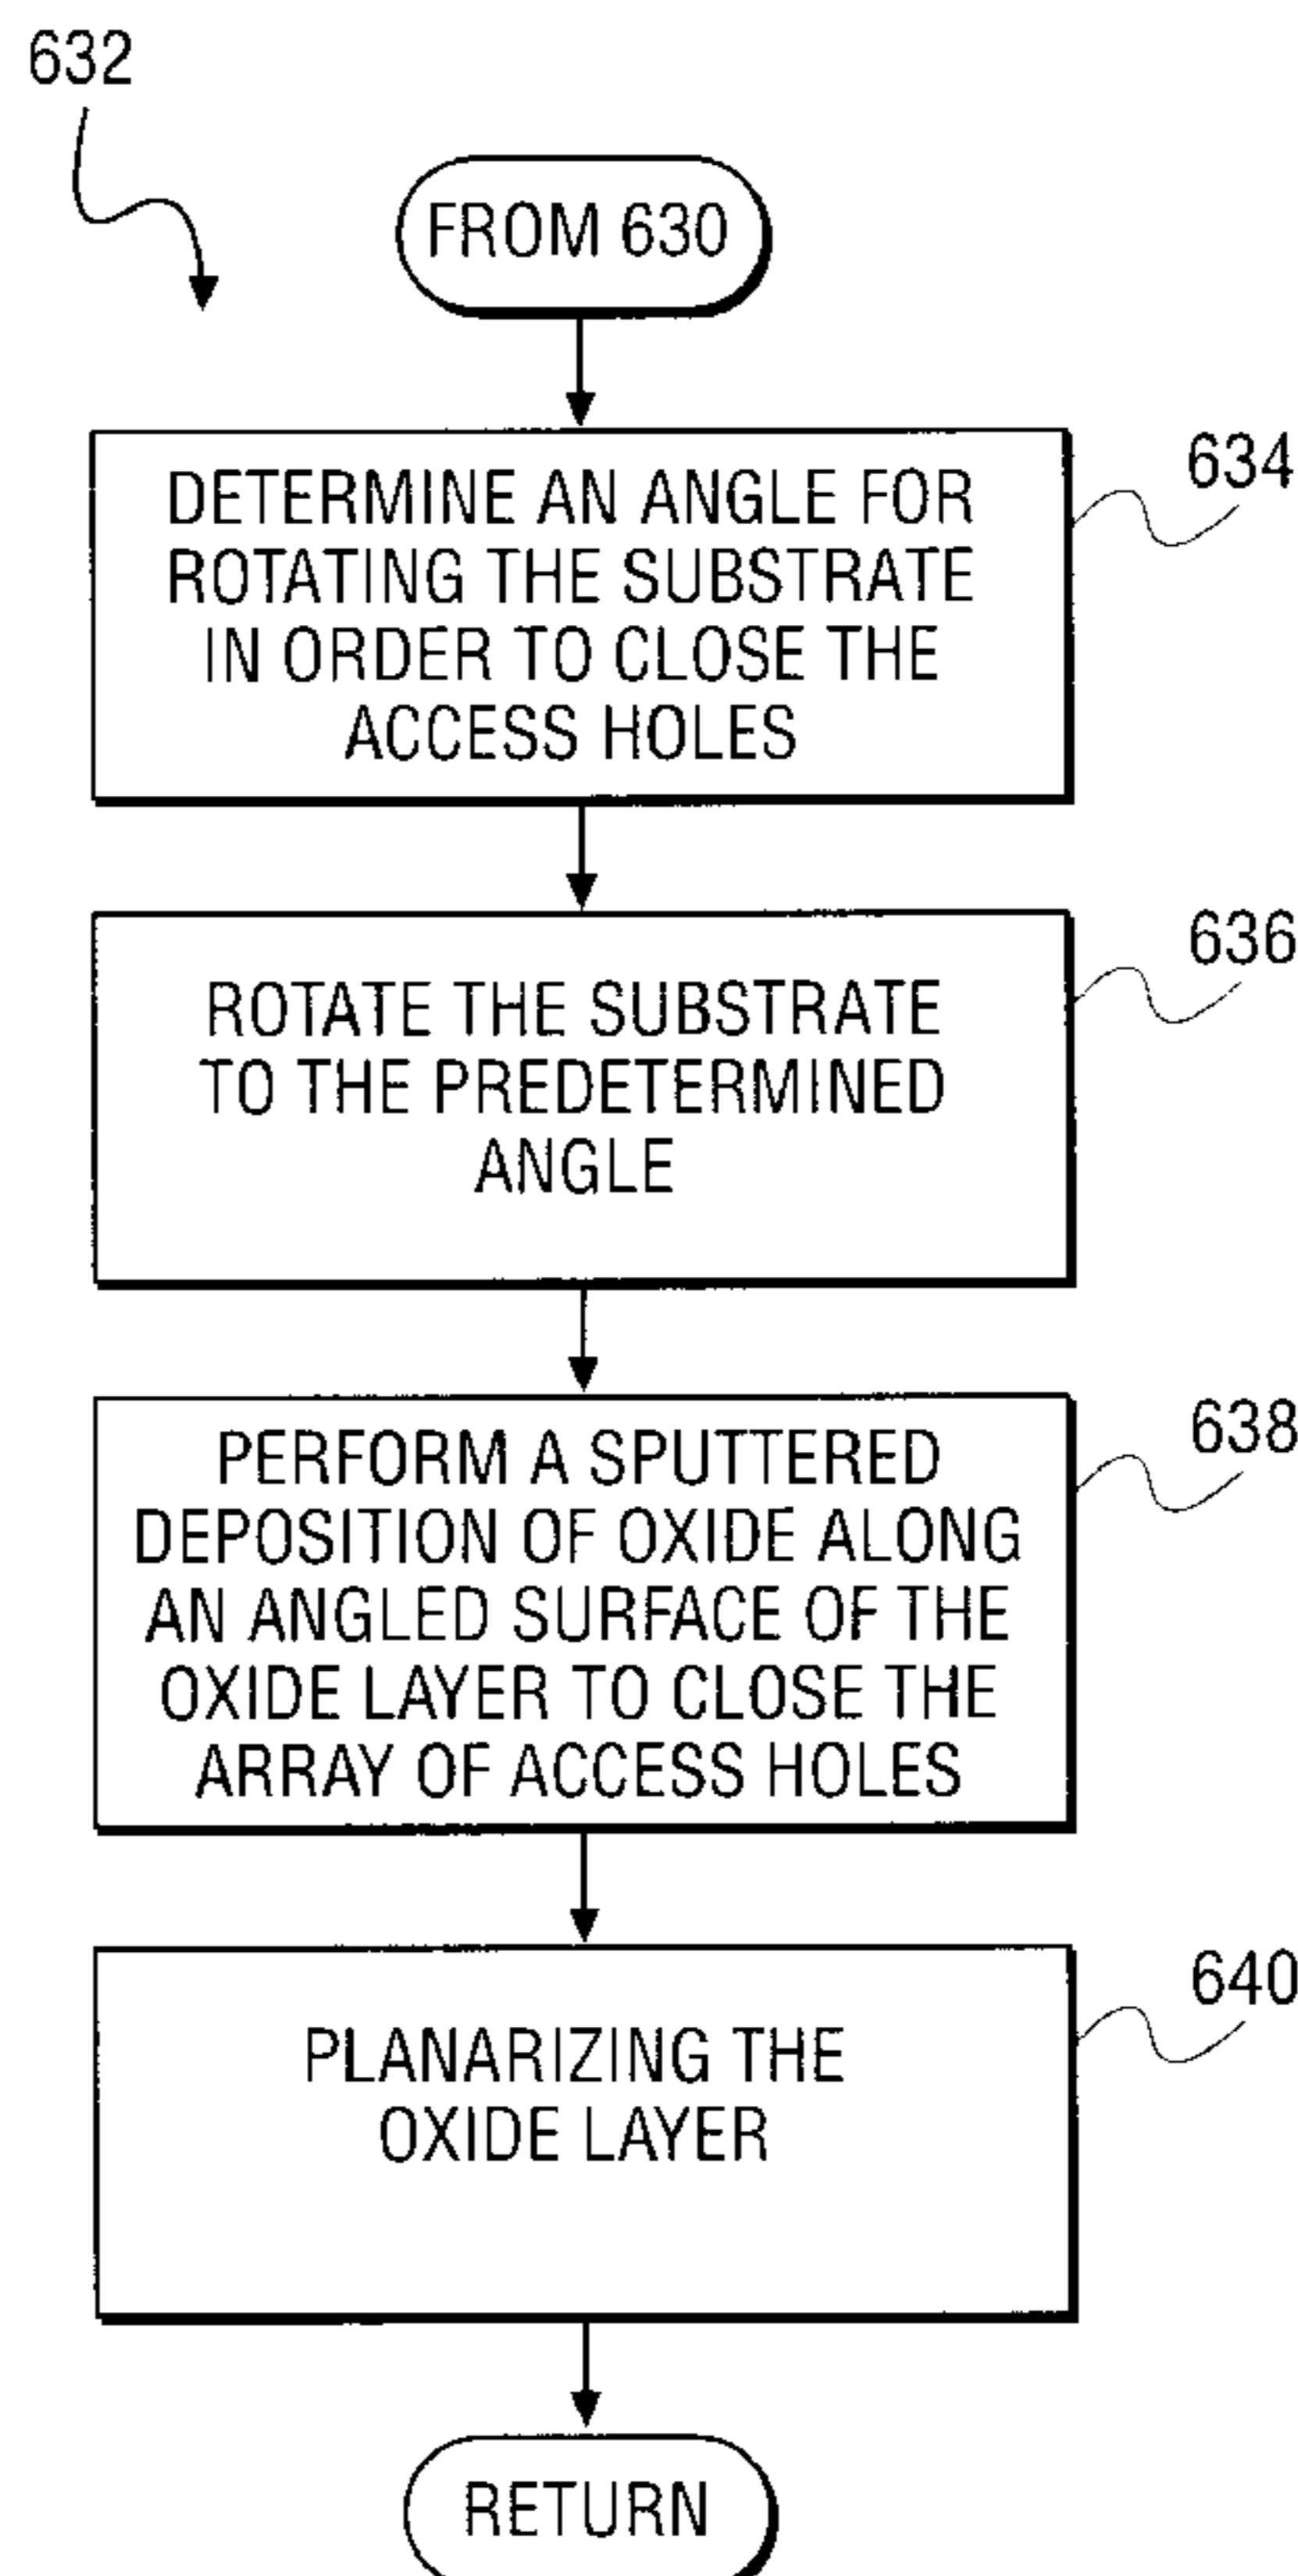 632
FROM 630
DETERMINE AN ANGLE FOR
ROTATING THE SUBSTRATE
IN ORDER TO CLOSE THE
ACCESS HOLES
634
ROTATE THE SUBSTRATE
TO THE PREDETERMINED
ANGLE
636
PERFORM A SPUTTERED
DEPOSITION OF OXIDE ALONG
AN ANGLED SURFACE OF THE
OXIDE LAYER TO CLOSE THE
ARRAY OF ACCESS HOLES
638
PLANARIZING THE
OXIDE LAYER
640
RETURN